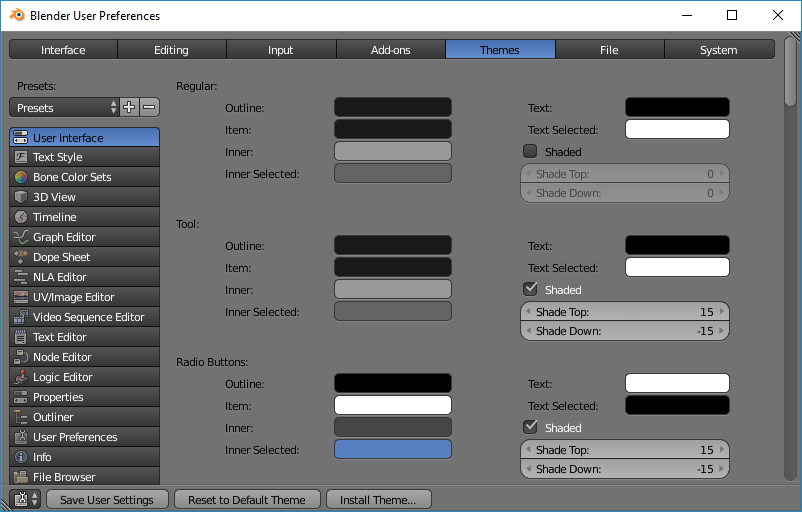 Blender User Preferences
Interface Editing Input Add-ons Themes File System
Presets:
Presets
User Interface
Text Style
Bone Color Sets
3D View
Timeline
Graph Editor
Dope Sheet
NLA Editor
UV/Image Editor
Video Sequence Editor
Text Editor
Node Editor
Logic Editor
Properties
Outliner
User Preferences
Info
File Browser
Regular:
Outline: Text:
Item: Text Selected:
Inner: Shaded
Inner Selected: Shade Top: 0
Shade Down: 0
Tool:
Outline: Text:
Item: Text Selected:
Inner: Shaded
Inner Selected: Shade Top: 15
Shade Down: -15
Radio Buttons:
Outline: Text:
Item: Text Selected:
Inner: Shaded
Inner Selected: Shade Top: 15
Shade Down: -15
Save User Settings Reset to Default Theme Install Theme...